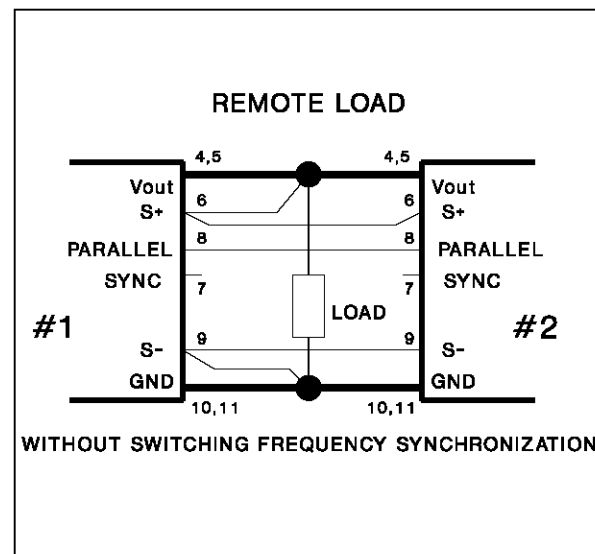 REMOTE LOAD
4,5 4,5
Vout Vout
6 6
S+ S+
8 8
PARALLEL PARALLEL
SYNC SYNC
7 7
LOAD
#1 #2
9 9
S- S-
GND GND
10,11 10,11
WITHOUT SWITCHING FREQUENCY SYNCHRONIZATION